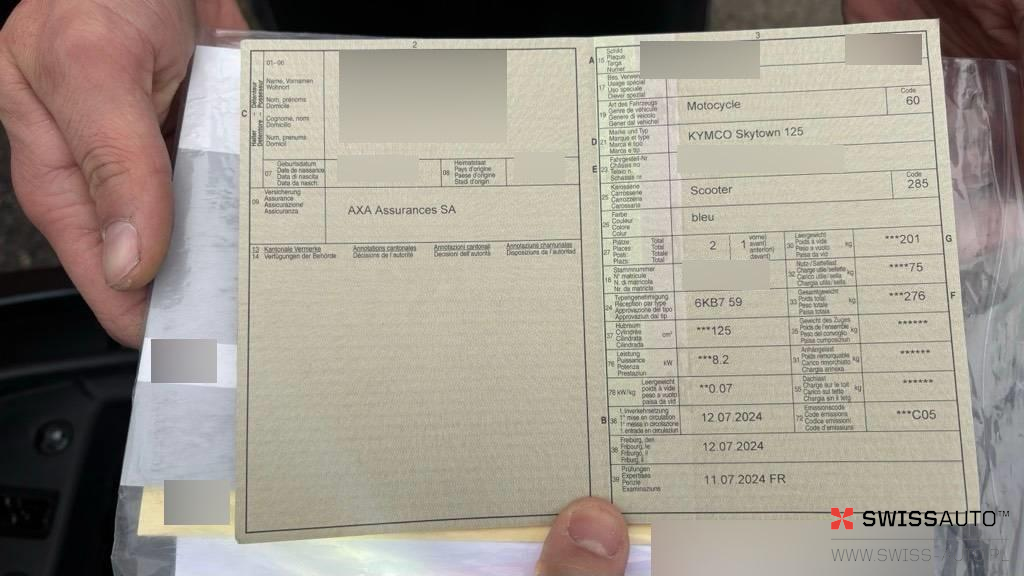 2
01-06
Name, Vornamen
Wohnort
Nom, prénoms
Domicile
Cognome, nomi
Domicilio
Num, prenums
Domicil
C
07
Geburtsdatum
Date de naissance
Data di nascita
Data da nasch.
08
Heimatstaat
Pays d'origine
Paese d'origine
Stadi d'origin
09
Versicherung
Assurance
Assicurazione
Assicuranza
AXA Assurances SA
13
14
Kantonale Vermerke
Verfügungen der Behörde
Annotations cantonales
Décisions de l'autorité
Annotazioni cantonali
Decisioni dell'autorità
Annotaziuns chantunalas
Disposiziuns da l'autoritad
3
A
15
Schild
Plaque
Targa
Numer
17
Usage spécial
Uso speciale
Diever spezial
19
Art des Fahrzeugs
Genre de véhicule
Genere di veicolo
Gener dal vehichel
Motocycle
Code
60
D
21
Marke und Typ
Marque et type
Marca e tipo
Marca e tip
KYMCO Skytown 125
E
23
Fahrgestell-Nr.
Châssis no
Telaio n.
Schassis nr.
25
Karosserie
Carrosserie
Carrozzeria
Carossaria
Scooter
Code
285
26
Farbe
Couleur
Colore
Colur
bleu
27
Plätze: Total
Places: Total
Posti: Totale
Plazs: Total
2
1
vorne)
avant)
anteriori)
davant)
30
Leergewicht
Poids à vide
Peso a vuoto
Paisa da vid
kg
***201
G
18
Stammnummer
N° matricule
N. di matricola
Nr. da matricla
32
Nutz-/Sattellast
Charge utile/sellette
Carico utile/sella
Chargia utila/sella
kg
****75
24
Typengenehmigung
Réception par type
Approvazione del tipo
Approvaziun dal tip
6KB7 59
33
Gesamtgewicht
Poids total
Peso totale
Paisa totala
kg
***276
F
37
Hubraum
Cylindrée
Cilindrata
Cilindrada
cm³
***125
35
Gewicht des Zuges
Poids de l'ensemble
Peso del convoglio
Paisa cumposiziun
kg
******
76
Leistung
Puissance
Potenza
Prestaziun
kW
***8.2
31
Anhängelast
Poids remorquable
Carico rimorchiato
Chargia annexa
kg
******
78 kW/kg
Leergewicht
poids à vide
peso a vuoto
paisa da vid
**0.07
55
Dachlast
Charge sur le toit
Carico sul tetto
Chargia sin il tetg
kg
******
B
36
1. Inverkehrsetzung
1re mise en circulation
1a messa in circolazione
1. entrada en circulaziun
12.07.2024
72
Emissionscode
Code émissions
Codice emissioni
Code d'emissiuns
***C05
38
Freiburg, den
Fribourg, le
Friburgo, il
Friburg, il
12.07.2024
39
Prüfungen
Expertises
Perizie
Examinaziuns
11.07.2024 FR
SWISSAUTO™